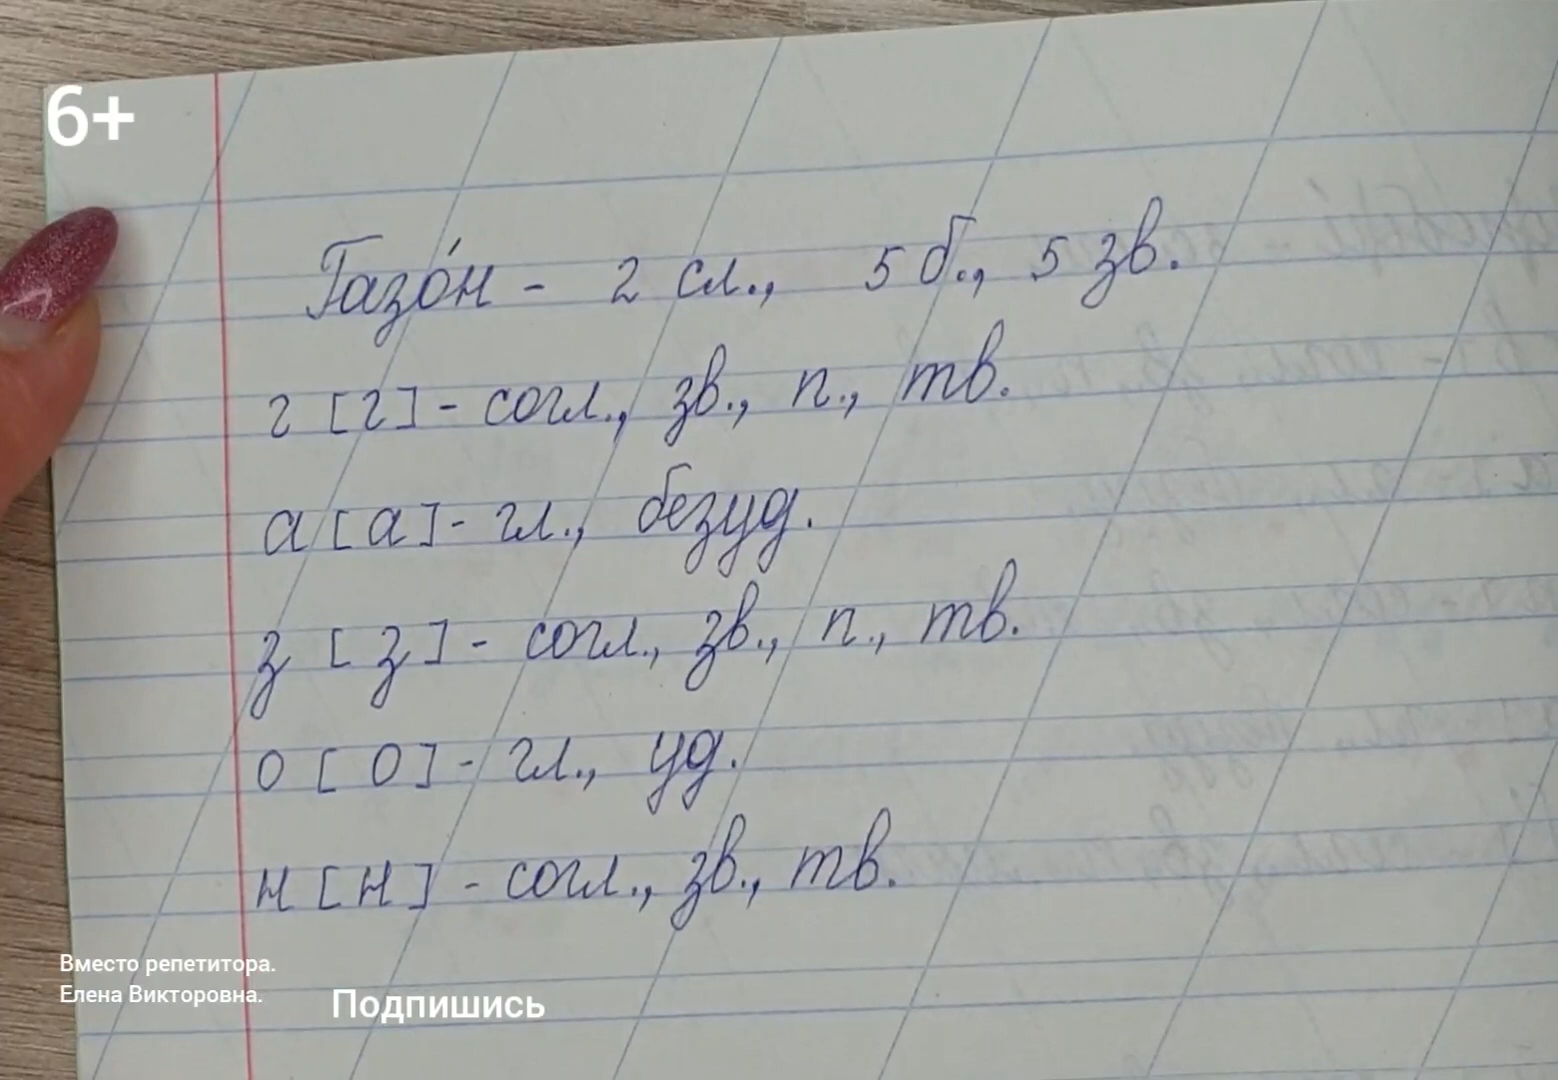 6+
Газо́н - 2 сл., 5 б., 5 зв.
г [г] - согл., зв., п., тв.
а [а] - гл., безуд.
з [з] - согл., зв., п., тв.
о [о] - гл., уд.
н [н] - согл., зв., тв.
Вместо репетитора.
Елена Викторовна.
Подпишись